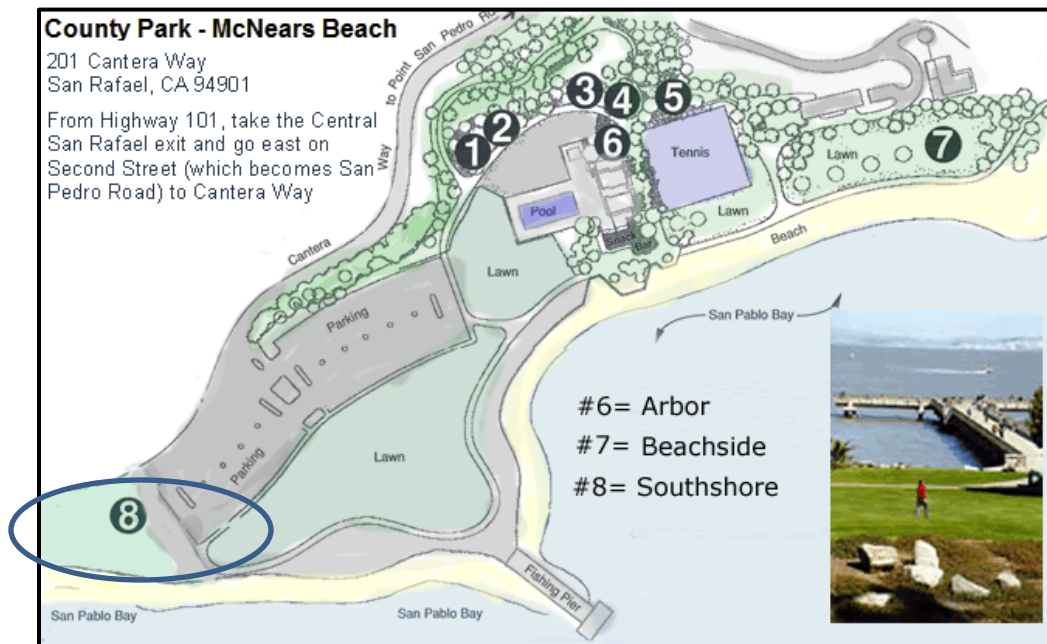 County Park - McNears Beach
201 Cantera Way
San Rafael, CA 94901
From Highway 101, take the Central
San Rafael exit and go east on
Second Street (which becomes San
Pedro Road) to Cantera Way
to Point San Pedro Ro
Way
Cantera
1
2
3
4
5
6
7
Tennis
Lawn
Pool
Lawn
Snack
Bar
Beach
Lawn
San Pablo Bay
Parking
Parking
Lawn
#6= Arbor
#7= Beachside
#8= Southshore
8
Fishing Pier
San Pablo Bay
San Pablo Bay